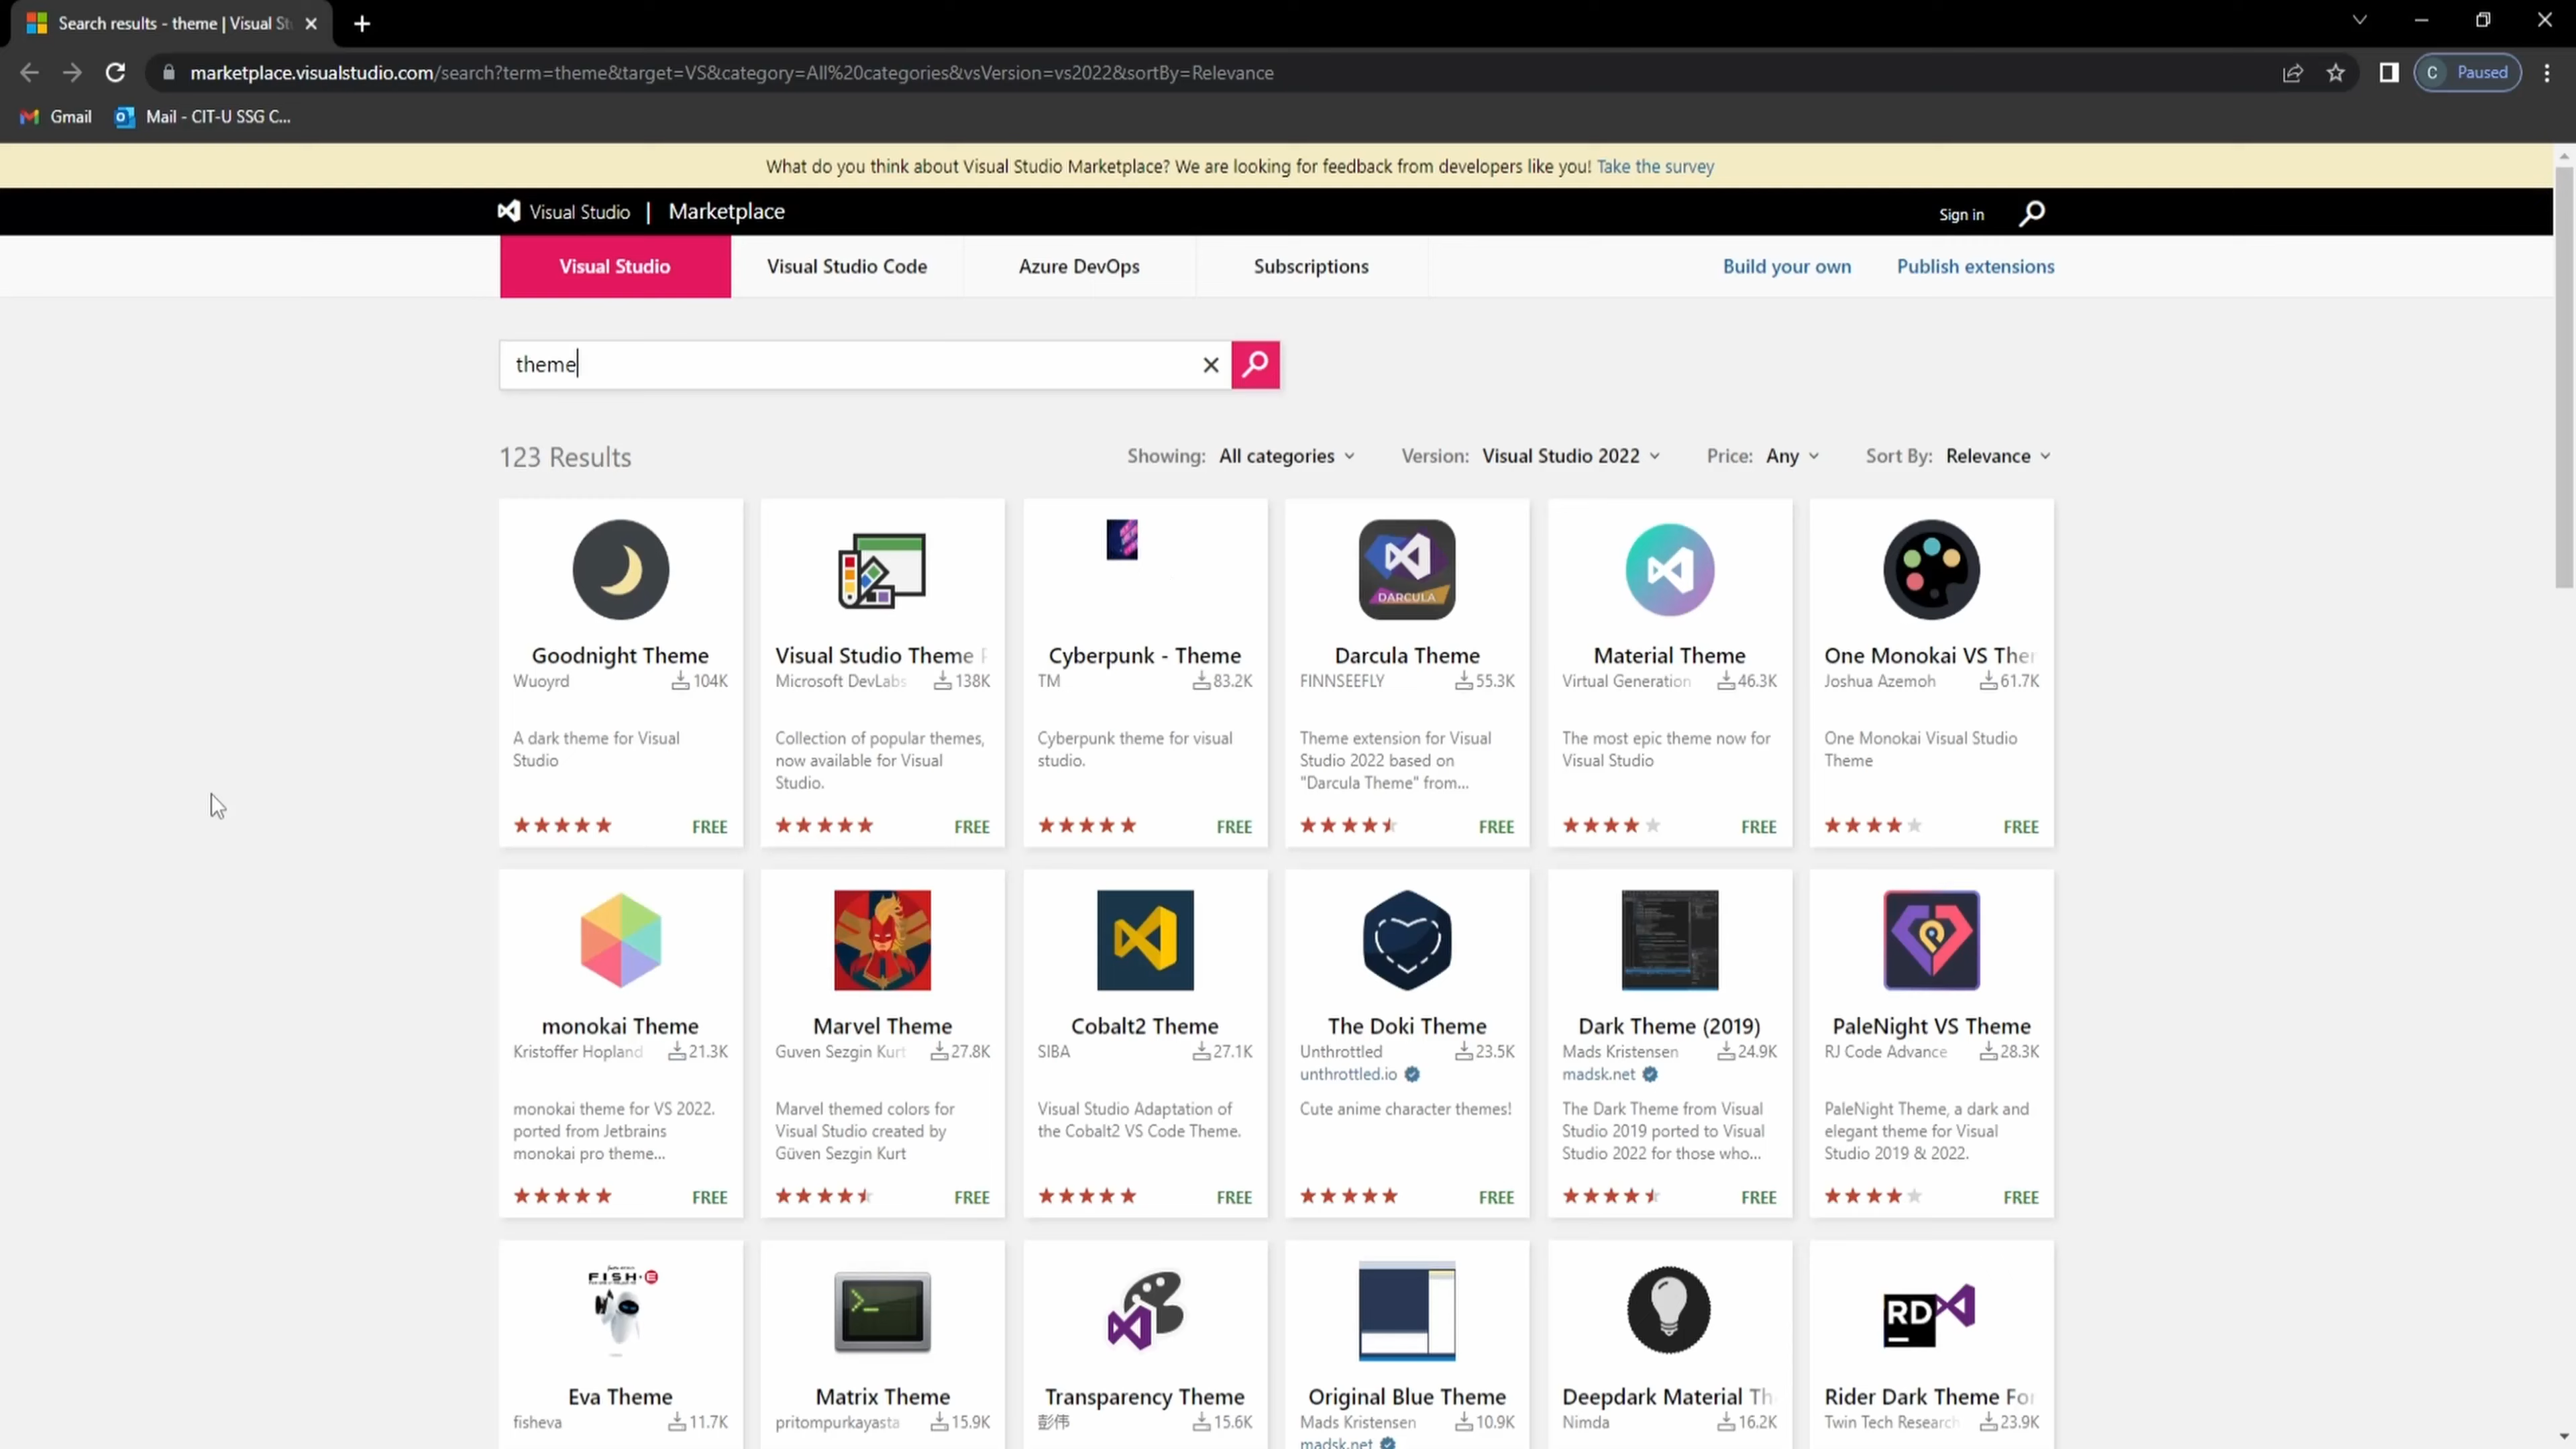 Search results - theme | Visual St
marketplace.visualstudio.com/search?term=theme&target=VS&category=All%20categories&vsVersion=vs2022&sortBy=Relevance
C Paused
Gmail
Mail - CIT-U SSG C...
What do you think about Visual Studio Marketplace? We are looking for feedback from developers like you! Take the survey
Visual Studio | Marketplace
Sign in
Visual Studio
Visual Studio Code
Azure DevOps
Subscriptions
Build your own
Publish extensions
theme
123 Results
Showing: All categories
Version: Visual Studio 2022
Price: Any
Sort By: Relevance
DARCULA
Goodnight Theme
Wuoyrd 104K
A dark theme for Visual
Studio
FREE
Visual Studio Theme
Microsoft DevLabs 138K
Collection of popular themes,
now available for Visual
Studio.
FREE
Cyberpunk - Theme
TM 83.2K
Cyberpunk theme for visual
studio.
FREE
Darcula Theme
FINNSEEFLY 55.3K
Theme extension for Visual
Studio 2022 based on
"Darcula Theme" from...
FREE
Material Theme
Virtual Generation 46.3K
The most epic theme now for
Visual Studio
FREE
One Monokai VS Ther
Joshua Azemoh 61.7K
One Monokai Visual Studio
Theme
FREE
monokai Theme
Kristoffer Hopland 21.3K
monokai theme for VS 2022.
ported from Jetbrains
monokai pro theme...
FREE
Marvel Theme
Guven Sezgin Kurt 27.8K
Marvel themed colors for
Visual Studio created by
Güven Sezgin Kurt
FREE
Cobalt2 Theme
SIBA 27.1K
Visual Studio Adaptation of
the Cobalt2 VS Code Theme.
FREE
The Doki Theme
Unthrottled 23.5K
unthrottled.io
Cute anime character themes!
FREE
Dark Theme (2019)
Mads Kristensen 24.9K
madsk.net
The Dark Theme from Visual
Studio 2019 ported to Visual
Studio 2022 for those who...
FREE
PaleNight VS Theme
RJ Code Advance 28.3K
PaleNight Theme, a dark and
elegant theme for Visual
Studio 2019 & 2022.
FREE
FISH·E
Eva Theme
fisheva 11.7K
Matrix Theme
pritompurkayasta 15.9K
Transparency Theme
彭伟 15.6K
Original Blue Theme
Mads Kristensen 10.9K
madsk.net
Deepdark Material Th
Nimda 16.2K
RD
Rider Dark Theme For
Twin Tech Research 23.9K